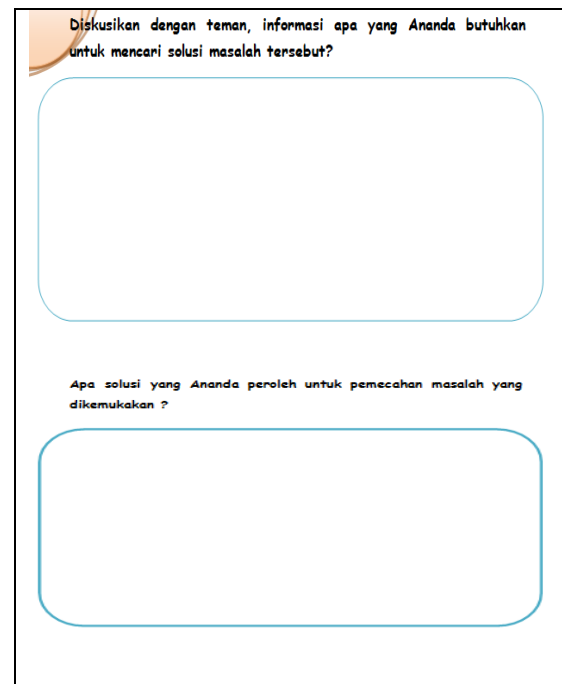 Diskusikan dengan teman, informasi apa yang Ananda butuhkan
untuk mencari solusi masalah tersebut?
Apa solusi yang Ananda peroleh untuk pemecahan masalah yang
dikemukakan ?